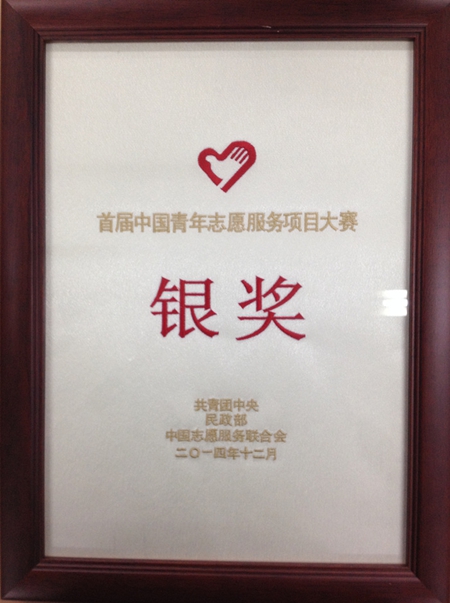 首届中国青年志愿服务项目大赛
银奖
共青团中央
民政部
中国志愿服务联合会
二〇一四年十二月